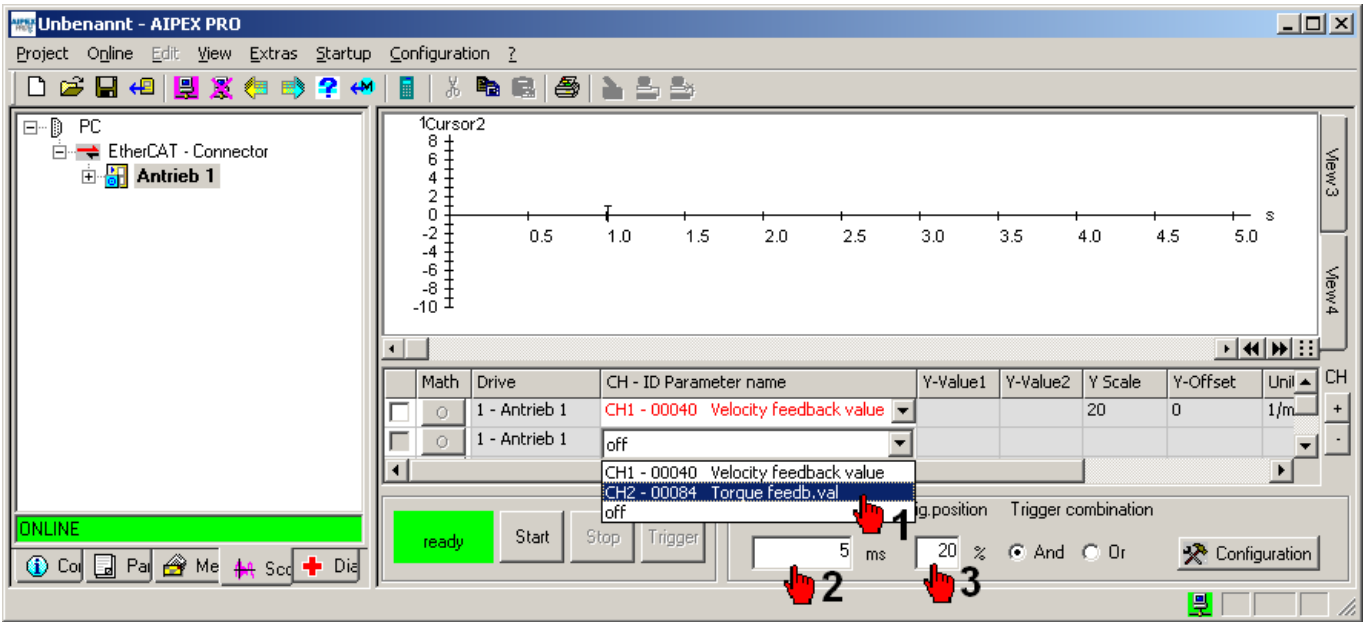 Unbenannt - AIPEX PRO
Project Online Edit View Extras Startup Configuration ?
PC
EtherCAT - Connector
Antrieb 1
1Cursor2
8
6
4
2
0
-2
-4
-6
-8
-10
0.5 1.0 1.5 2.0 2.5 3.0 3.5 4.0 4.5 5.0
s
T
View3
View4
Math Drive CH - ID Parameter name Y-Value1 Y-Value2 Y Scale Y-Offset Uni CH
1 - Antrieb 1 CH1 - 00040 Velocity feedback value 20 0 1/m +
1 - Antrieb 1 off -
CH1 - 00040 Velocity feedback value
CH2 - 00084 Torque feedb.val
off
1
ig.position Trigger combination
ready Start Stop Trigger
5 ms 20 % And Or Configuration
2 3
ONLINE
Co Pa Me Sco Dia